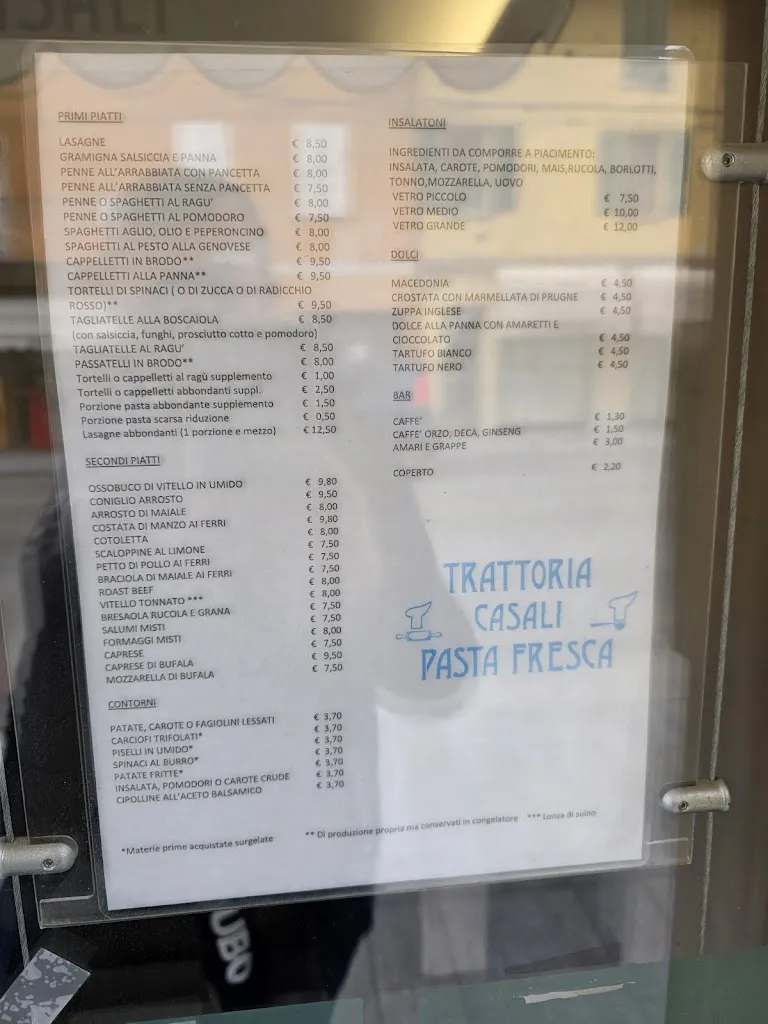 PRIMI PIATTI
LASAGNE € 8,50
GRAMIGNA SALSICCIA E PANNA € 8,00
PENNE ALL'ARRABBIATA CON PANCETTA € 8,00
PENNE ALL'ARRABBIATA SENZA PANCETTA € 7,50
PENNE O SPAGHETTI AL RAGU' € 8,00
PENNE O SPAGHETTI AL POMODORO € 7,50
SPAGHETTI AGLIO, OLIO E PEPERONCINO € 8,00
SPAGHETTI AL PESTO ALLA GENOVESE € 8,00
CAPPELLETTI IN BRODO** € 9,50
CAPPELLETTI ALLA PANNA** € 9,50
TORTELLI DI SPINACI ( O DI ZUCCA O DI RADICCHIO
ROSSO)** € 9,50
TAGLIATELLE ALLA BOSCAIOLA € 8,50
(con salsiccia, funghi, prosciutto cotto e pomodoro)
TAGLIATELLE AL RAGU' € 8,50
PASSATELLI IN BRODO** € 8,00
Tortelli o cappelletti al ragù supplemento € 1,00
Tortelli o cappelletti abbondanti suppl. € 2,50
Porzione pasta abbondante supplemento € 1,50
Porzione pasta scarsa riduzione € 0,50
Lasagne abbondanti (1 porzione e mezzo) € 12,50
SECONDI PIATTI
OSSOBUCO DI VITELLO IN UMIDO € 9,80
CONIGLIO ARROSTO € 9,50
ARROSTO DI MAIALE € 8,00
COSTATA DI MANZO AI FERRI € 9,80
COTOLETTA € 8,00
SCALOPPINE AL LIMONE € 7,50
PETTO DI POLLO AI FERRI € 7,50
BRACIOLA DI MAIALE AI FERRI € 7,50
ROAST BEEF € 8,00
VITELLO TONNATO *** € 8,00
BRESAOLA RUCOLA E GRANA € 7,50
SALUMI MISTI € 7,50
FORMAGGI MISTI € 8,00
CAPRESE € 7,50
CAPRESE DI BUFALA € 9,50
MOZZARELLA DI BUFALA € 7,50
CONTORNI
PATATE, CAROTE O FAGIOLINI LESSATI € 3,70
CARCIOFI TRIFOLATI* € 3,70
PISELLI IN UMIDO* € 3,70
SPINACI AL BURRO* € 3,70
PATATE FRITTE* € 3,70
INSALATA, POMODORI O CAROTE CRUDE € 3,70
CIPOLLINE ALL'ACETO BALSAMICO € 3,70
INSALATONI
INGREDIENTI DA COMPORRE A PIACIMENTO:
INSALATA, CAROTE, POMODORI, MAIS,RUCOLA, BORLOTTI,
TONNO,MOZZARELLA, UOVO
VETRO PICCOLO € 7,50
VETRO MEDIO € 10,00
VETRO GRANDE € 12,00
DOLCI
MACEDONIA € 4,50
CROSTATA CON MARMELLATA DI PRUGNE € 4,50
ZUPPA INGLESE € 4,50
DOLCE ALLA PANNA CON AMARETTI E
CIOCCOLATO € 4,50
TARTUFO BIANCO € 4,50
TARTUFO NERO € 4,50
BAR
CAFFE' € 1,30
CAFFE' ORZO, DECA, GINSENG € 1,50
AMARI E GRAPPE € 3,00
COPERTO € 2,20
TRATTORIA
CASALI
PASTA FRESCA
*Materie prime acquistate surgelate ** Di produzione propria ma conservati in congelatore *** Lonza di suino
UBO